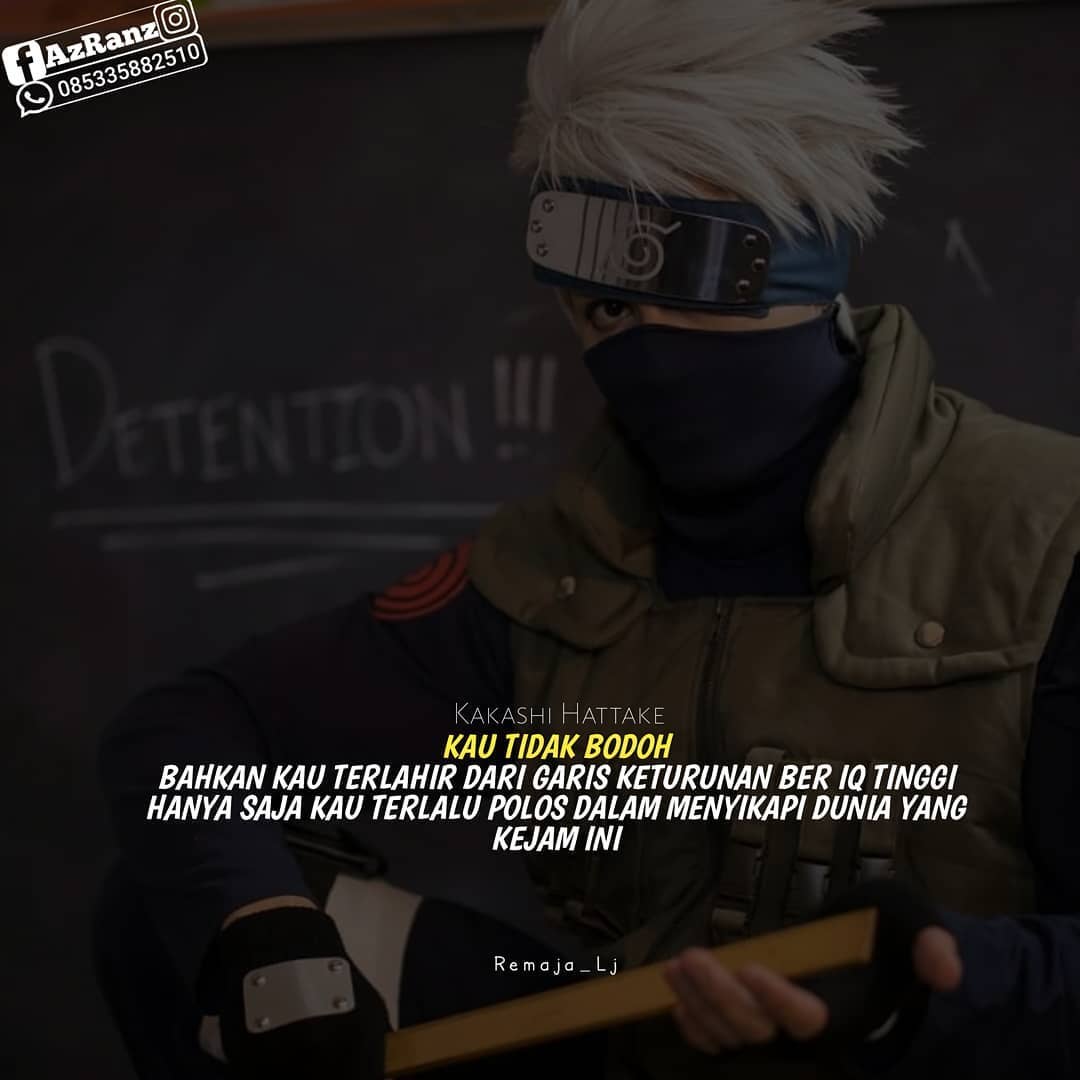 AzRanz
085335882510
DETENTION!!!
KAKASHI HATTAKE
KAU TIDAK BODOH
BAHKAN KAU TERLAHIR DARI GARIS KETURUNAN BER IQ TINGGI
HANYA SAJA KAU TERLALU POLOS DALAM MENYIKAPI DUNIA YANG
KEJAM INI
Remaja_Lj